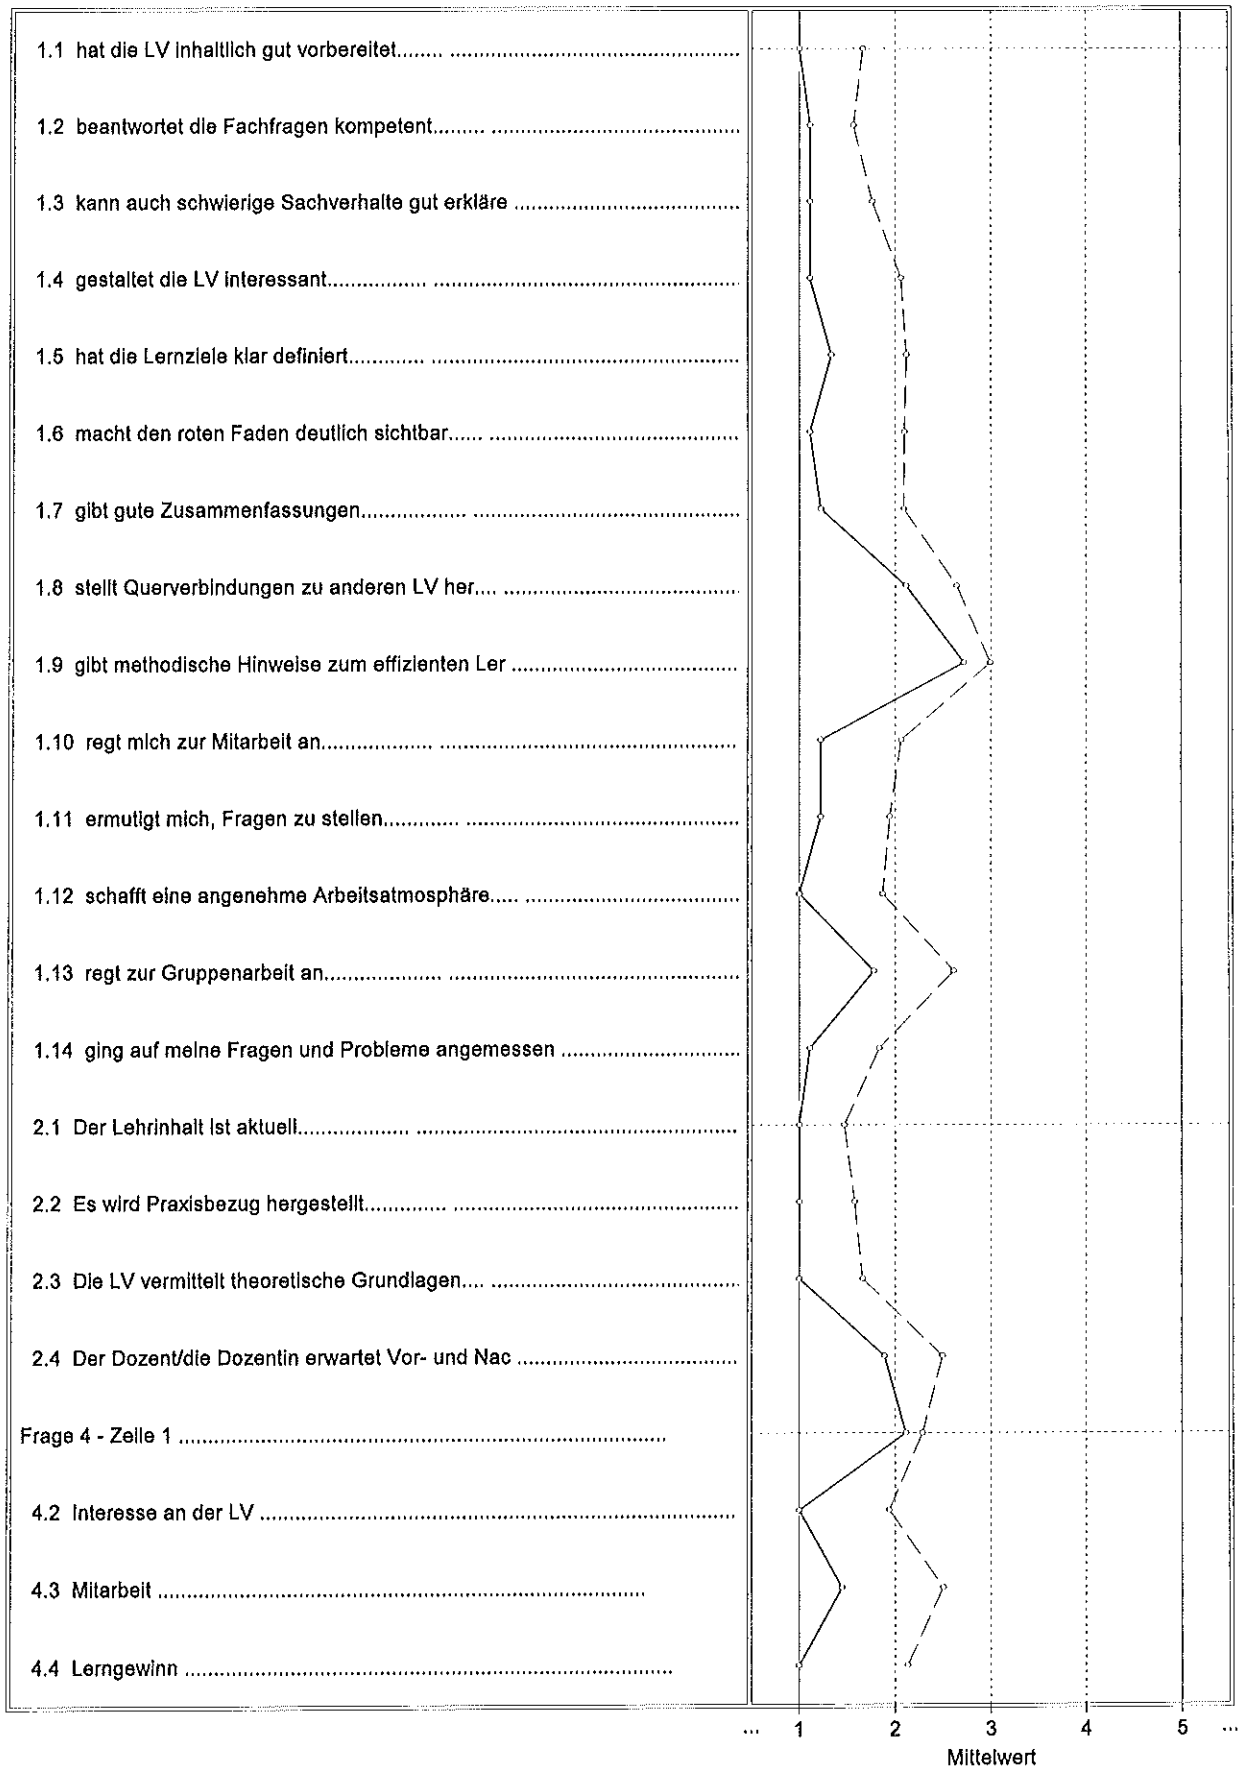 1.1 hat die LV inhaltlich gut vorbereitet....... ..................................................
1.2 beantwortet die Fachfragen kompetent......... ...........................................
1.3 kann auch schwierige Sachverhalte gut erkläre ......................................
1.4 gestaltet die LV interessant................. .....................................................
1.5 hat die Lernziele klar definiert............. .....................................................
1.6 macht den roten Faden deutlich sichtbar...... ...........................................
1.7 gibt gute Zusammenfassungen.................. ..............................................
1.8 stellt Querverbindungen zu anderen LV her.... ........................................
1.9 gibt methodische Hinweise zum effizienten Ler ......................................
1.10 regt mich zur Mitarbeit an................... ....................................................
1.11 ermutigt mich, Fragen zu stellen............. ...............................................
1.12 schafft eine angenehme Arbeitsatmosphäre..... ....................................
1.13 regt zur Gruppenarbeit an.................... ..................................................
1.14 ging auf meine Fragen und Probleme angemessen ..............................
2.1 Der Lehrinhalt ist aktuell................... ........................................................
2.2 Es wird Praxisbezug hergestellt.............. .................................................
2.3 Die LV vermittelt theoretische Grundlagen.... ..........................................
2.4 Der Dozent/die Dozentin erwartet Vor- und Nac ......................................
Frage 4 - Zeile 1 ......................................................................................
4.2 Interesse an der LV .....................................................................................
4.3 Mitarbeit .......................................................................................
4.4 Lerngewinn .......................................................................................
... 1 2 3 4 5 ...
Mittelwert